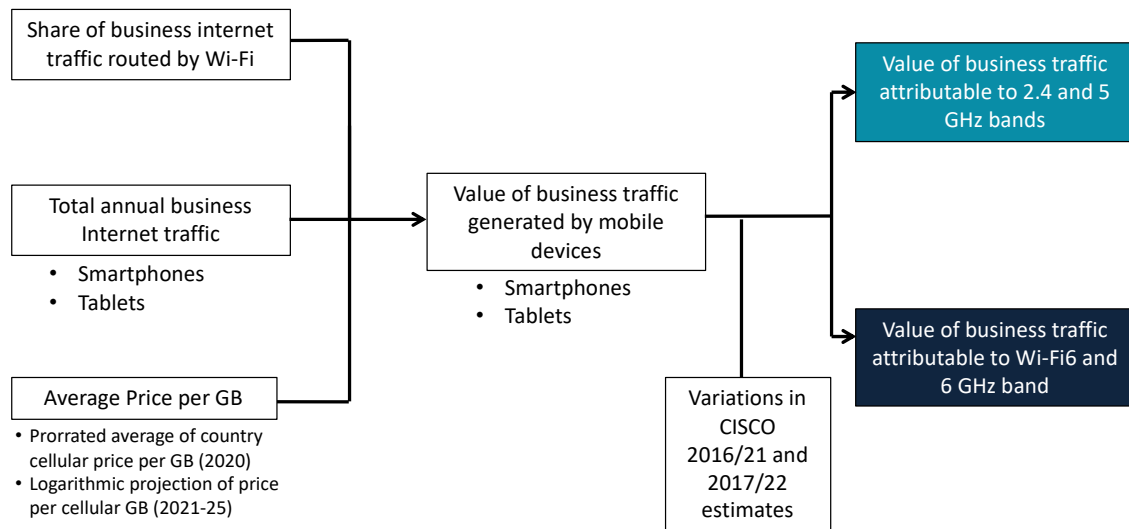 Share of business internet
traffic routed by Wi-Fi
Total annual business
Internet traffic
• Smartphones
• Tablets
Average Price per GB
• Prorrated average of country
cellular price per GB (2020)
• Logarithmic projection of price
per cellular GB (2021-25)
Value of business traffic
generated by mobile
devices
• Smartphones
• Tablets
Variations in
CISCO
2016/21 and
2017/22
estimates
Value of business traffic
attributable to 2.4 and 5
GHz bands
Value of business traffic
attributable to Wi-Fi6 and
6 GHz band